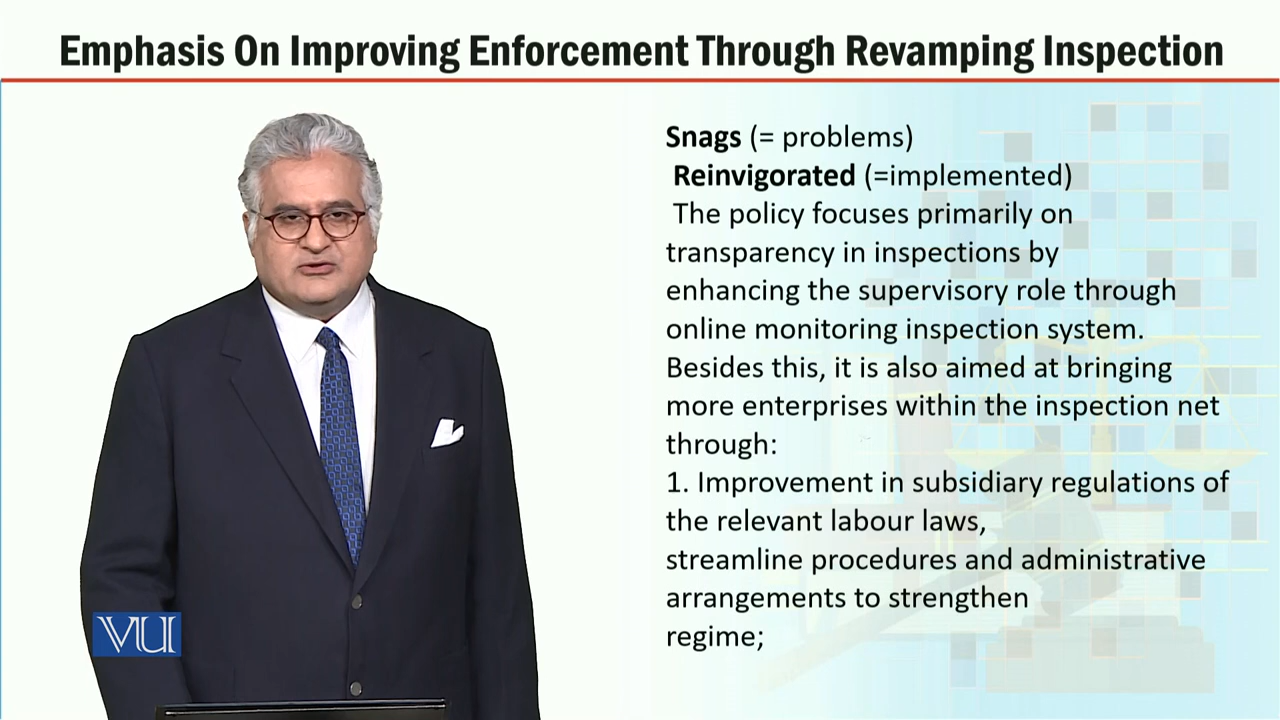 Emphasis On Improving Enforcement Through Revamping Inspection
Snags (= problems)
Reinvigorated (=implemented)
The policy focuses primarily on
transparency in inspections by
enhancing the supervisory role through
online monitoring inspection system.
Besides this, it is also aimed at bringing
more enterprises within the inspection net
through:
1. Improvement in subsidiary regulations of
the relevant labour laws,
streamline procedures and administrative
arrangements to strengthen
regime;
VU